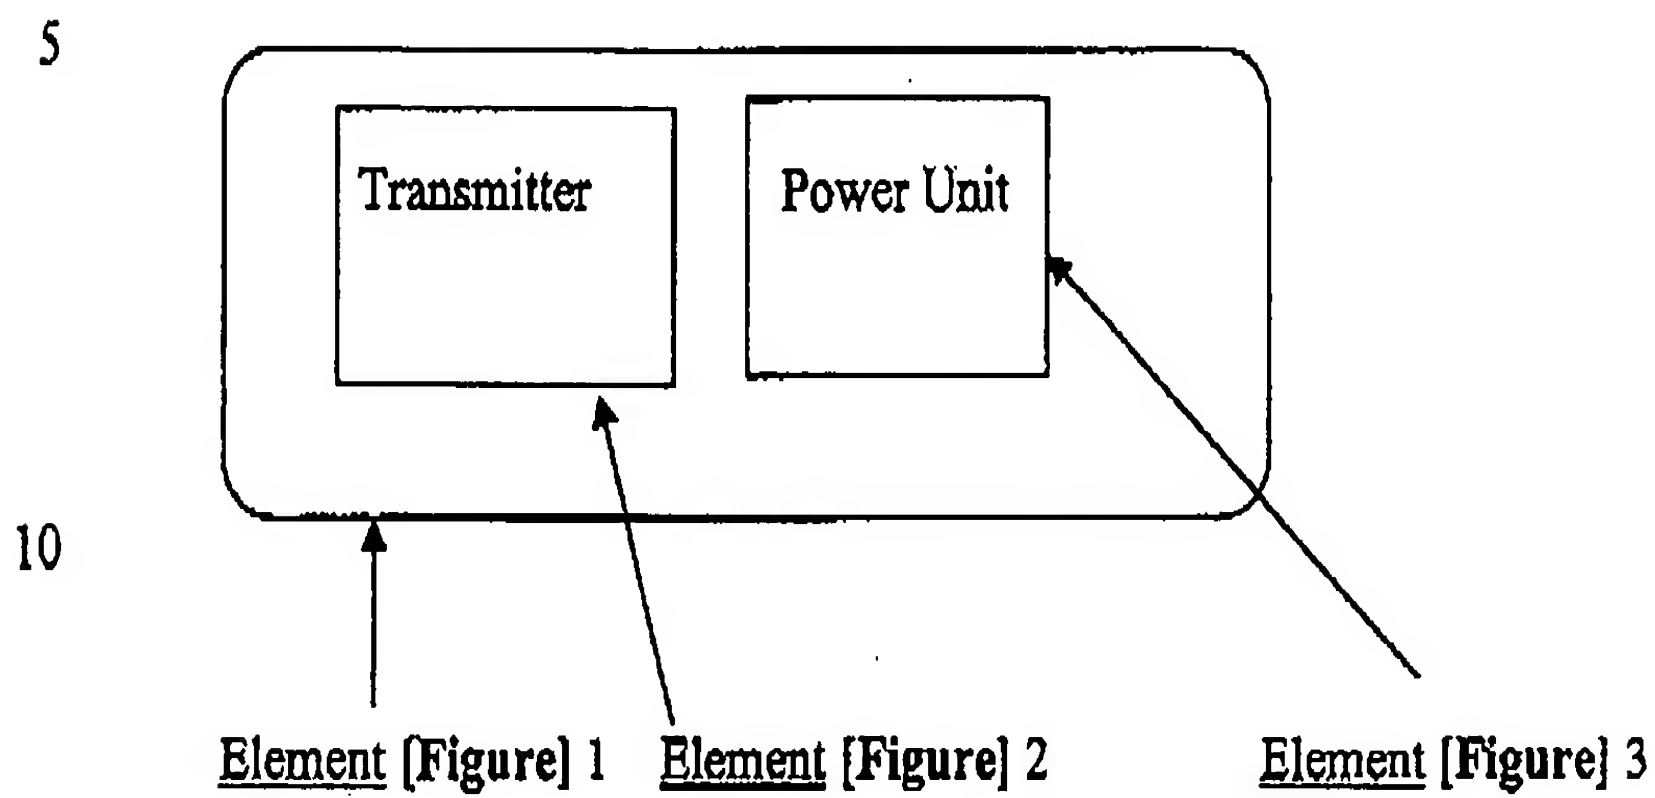 5
Transmitter
Power Unit
10
Element [Figure] 1
Element [Figure] 2
Element [Figure] 3